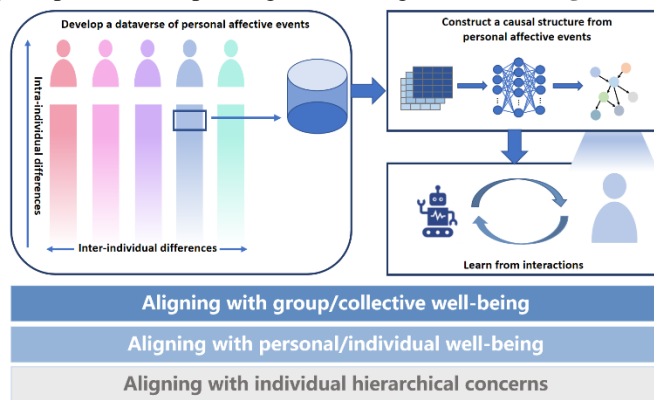 Develop a dataverse of personal affective events
Intra-individual differences
Inter-individual differences
Construct a causal structure from
personal affective events
Learn from interactions
Aligning with group/collective well-being
Aligning with personal/individual well-being
Aligning with individual hierarchical concerns